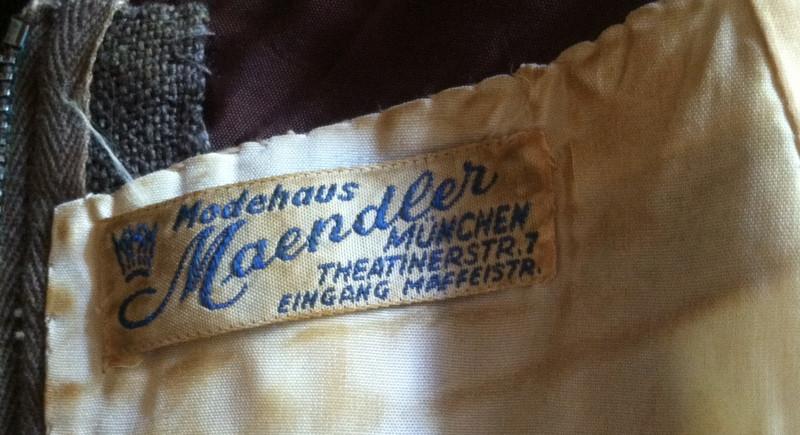 Modehaus
Maendler
MÜNCHEN
THEATINERSTR.7
EINGANG MAFFEISTR.